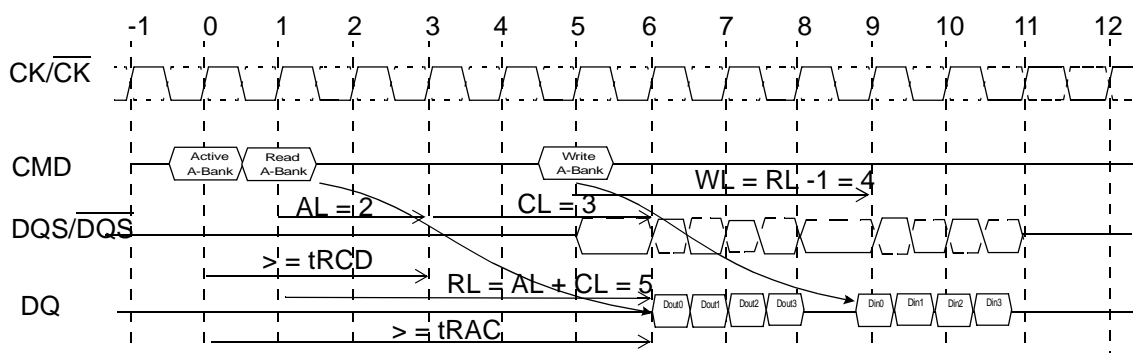 -1 0 1 2 3 4 5 6 7 8 9 10 11 12
CK/CK
CMD
Active
A-Bank
Read
A-Bank
Write
A-Bank
WL = RL -1 = 4
AL = 2
CL = 3
DQS/DQS
> = tRCD
RL = AL + CL = 5
DQ
Dout0 Dout1 Dout2 Dout3
Din0 Din1 Din2 Din3
> = tRAC